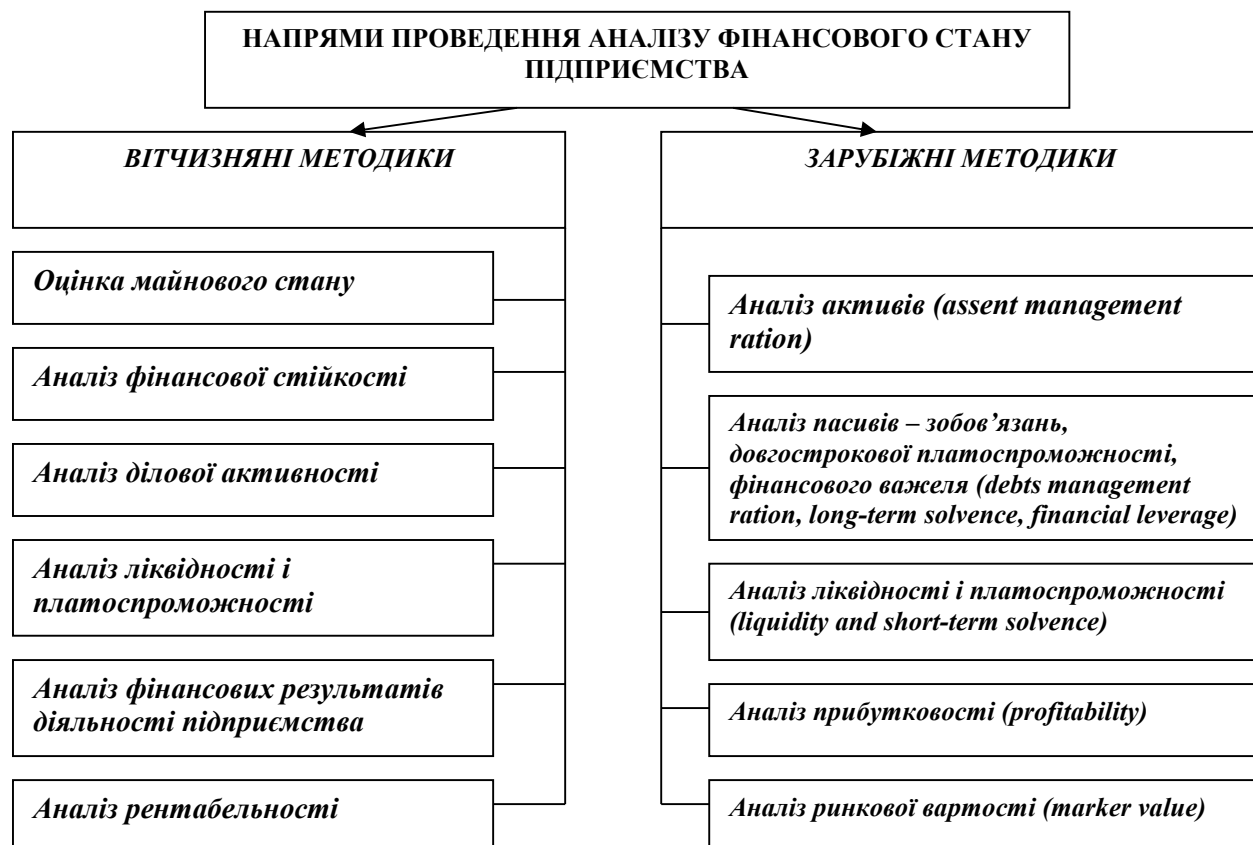 НАПРЯМИ ПРОВЕДЕННЯ АНАЛІЗУ ФІНАНСОВОГО СТАНУ
ПІДПРИЄМСТВА
ВІТЧИЗНЯНІ МЕТОДИКИ
Оцінка майнового стану
Аналіз фінансової стійкості
Аналіз ділової активності
Аналіз ліквідності і
платоспроможності
Аналіз фінансових результатів
діяльності підприємства
Аналіз рентабельності
ЗАРУБІЖНІ МЕТОДИКИ
Аналіз активів (assent management
ration)
Аналіз пасивів – зобов’язань,
довгострокової платоспроможності,
фінансового важеля (debts management
ration, long-term solvence, financial leverage)
Аналіз ліквідності і платоспроможності
(liquidity and short-term solvence)
Аналіз прибутковості (profitability)
Аналіз ринкової вартості (marker value)